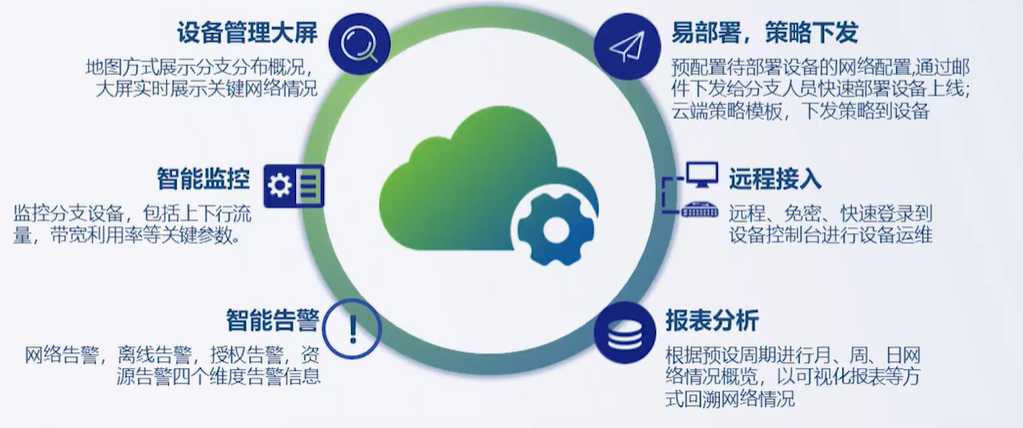 设备管理大屏
地图方式展示分支分布概况，
大屏实时展示关键网络情况
智能监控
监控分支设备，包括上下行流
量，带宽利用率等关键参数。
智能告警
网络告警，离线告警，授权告警，资
源告警四个维度告警信息
易部署，策略下发
预配置待部署设备的网络配置,通过邮
件下发给分支人员快速部署设备上线；
云端策略模板，下发策略到设备
远程接入
远程、免密、快速登录到
设备控制台进行设备运维
报表分析
根据预设周期进行月、周、日网
络情况概览，以可视化报表等方
式回溯网络情况